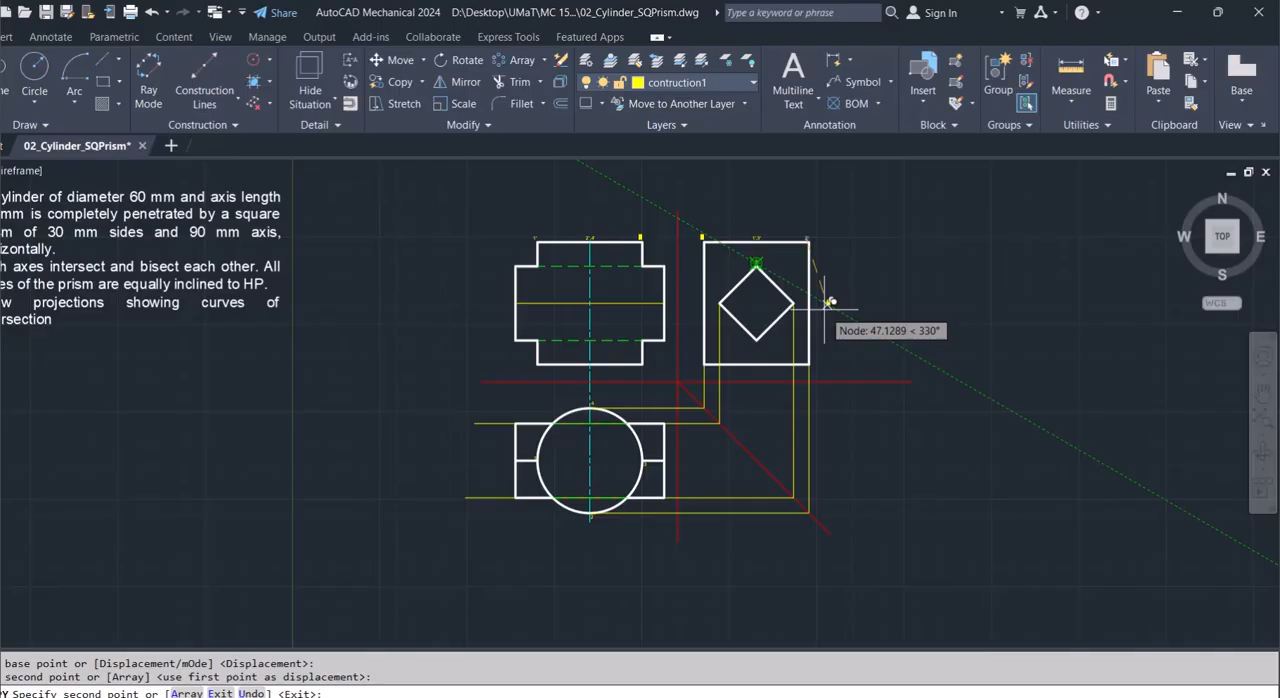 Share AutoCAD Mechanical 2024 D:\Desktop\UMaT\MC 15...\02_Cylinder_SQPrism.dwg Type a keyword or phrase Sign In
ert Annotate Parametric Content View Manage Output Add-ins Collaborate Express Tools Featured Apps
Move Rotate Array
Circle Arc Ray Mode Construction Lines Hide Situation Copy Mirror Trim contruction1 Multiline Text Symbol Insert Group Measure Paste Base
Stretch Scale Fillet Move to Another Layer BOM
Draw Construction Detail Modify Layers Annotation Block Groups Utilities Clipboard View
02_Cylinder_SQPrism*
ireframe]
ylinder of diameter 60 mm and axis length
mm is completely penetrated by a square
m of 30 mm sides and 90 mm axis,
zontally.
h axes intersect and bisect each other. All
es of the prism are equally inclined to HP.
w projections showing curves of
rsection
N
W TOP E
S
WCS
Node: 47.1289 < 330°
base point or [Displacement/mOde] <Displacement>:
second point or [Array] <use first point as displacement>:
RY Specify second point or [Array Exit Undo] <Exit>: